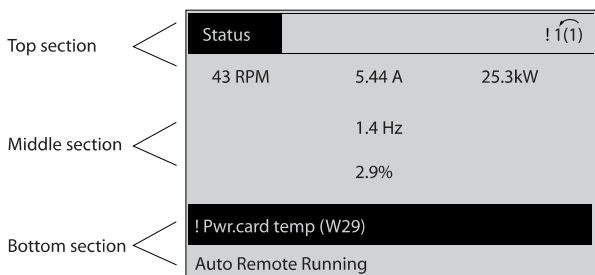 Top section
Status
! 1(1)
43 RPM 5.44 A 25.3kW
Middle section
1.4 Hz
2.9%
Bottom section
! Pwr.card temp (W29)
Auto Remote Running